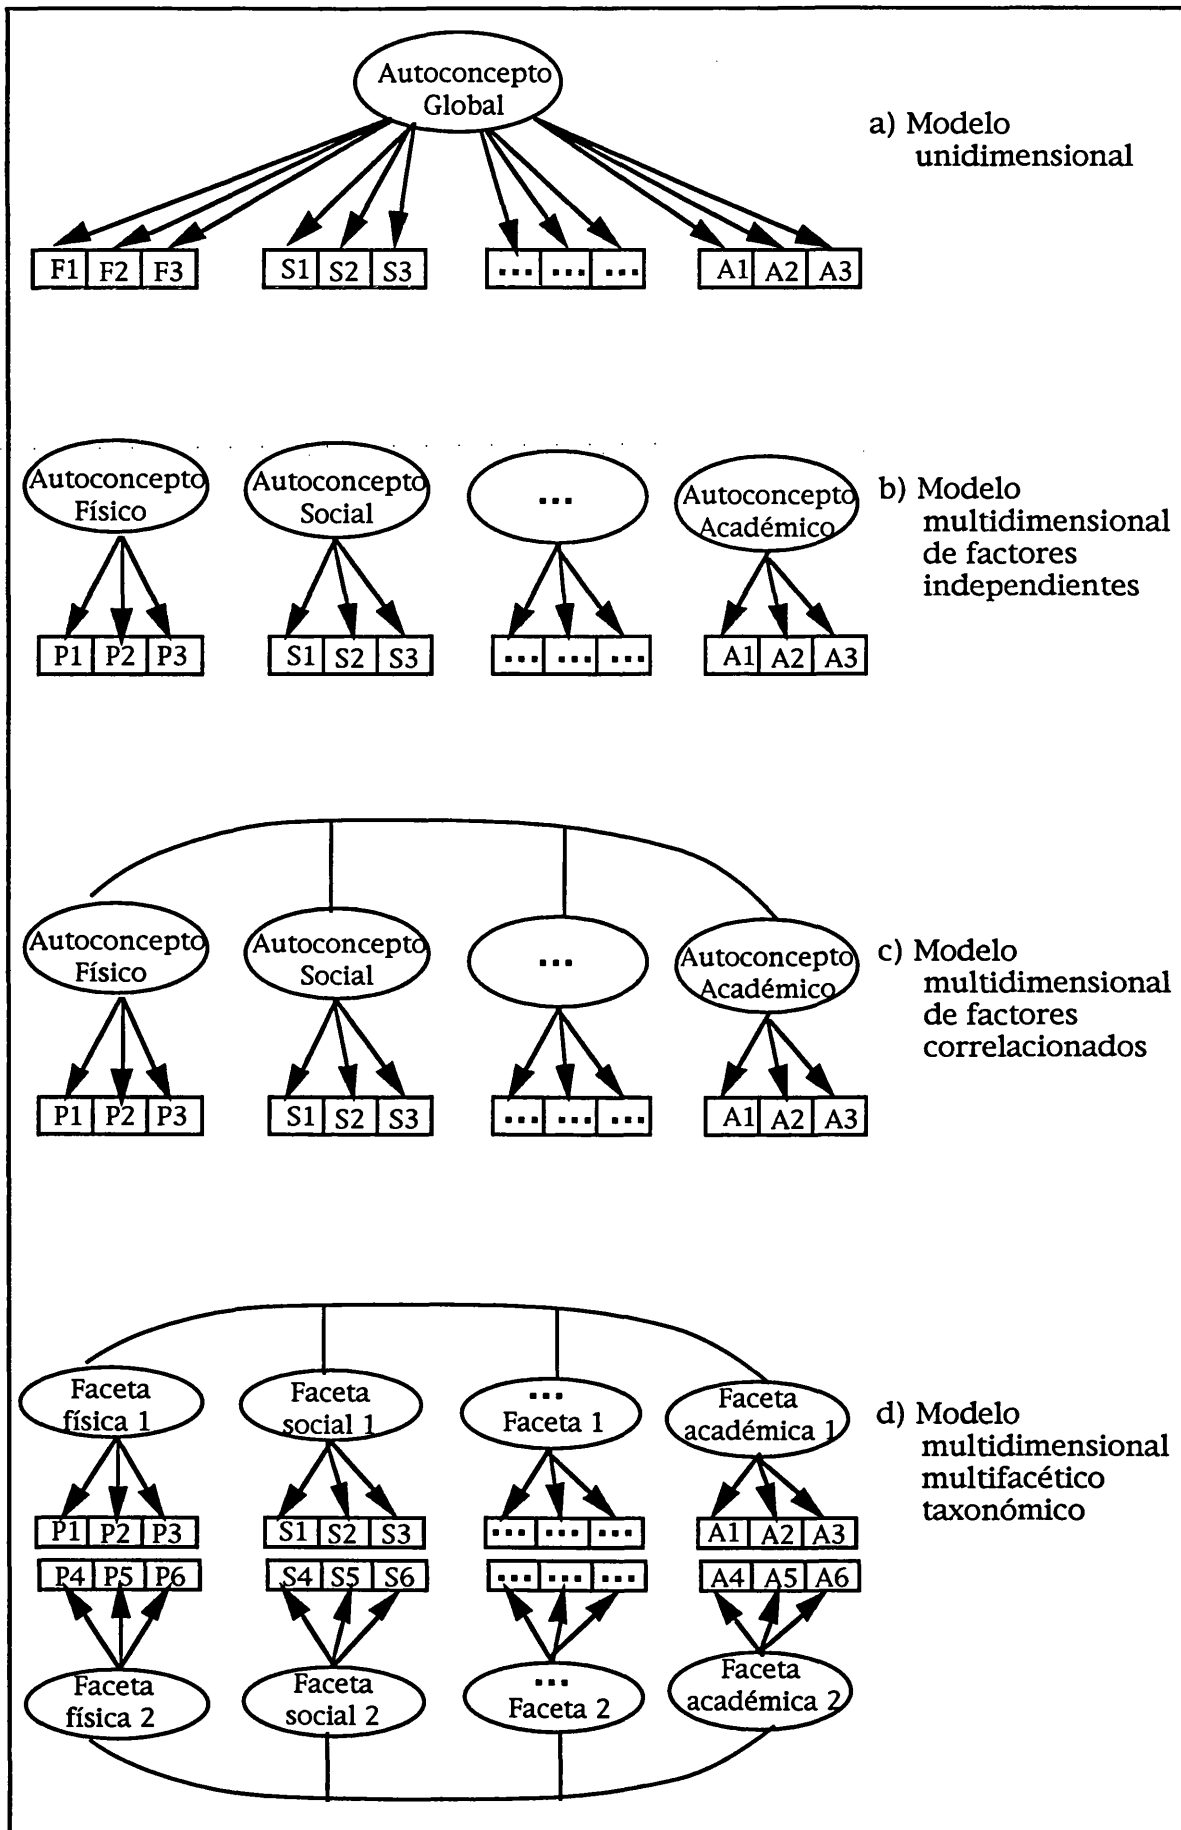 Autoconcepto
Global
a) Modelo
unidimensional
F1 F2 F3 S1 S2 S3 ... ... ... A1 A2 A3
Autoconcepto
Físico
Autoconcepto
Social
...
Autoconcepto
Académico
b) Modelo
multidimensional
de factores
independientes
P1 P2 P3 S1 S2 S3 ... ... ... A1 A2 A3
Autoconcepto
Físico
Autoconcepto
Social
...
Autoconcepto
Académico
c) Modelo
multidimensional
de factores
correlacionados
P1 P2 P3 S1 S2 S3 ... ... ... A1 A2 A3
Faceta
física 1
Faceta
social 1
...
Faceta 1
Faceta
académica 1
d) Modelo
multidimensional
multifacético
taxonómico
P1 P2 P3 S1 S2 S3 ... ... ... A1 A2 A3
P4 P5 P6 S4 S5 S6 ... ... ... A4 A5 A6
Faceta
física 2
Faceta
social 2
...
Faceta 2
Faceta
académica 2